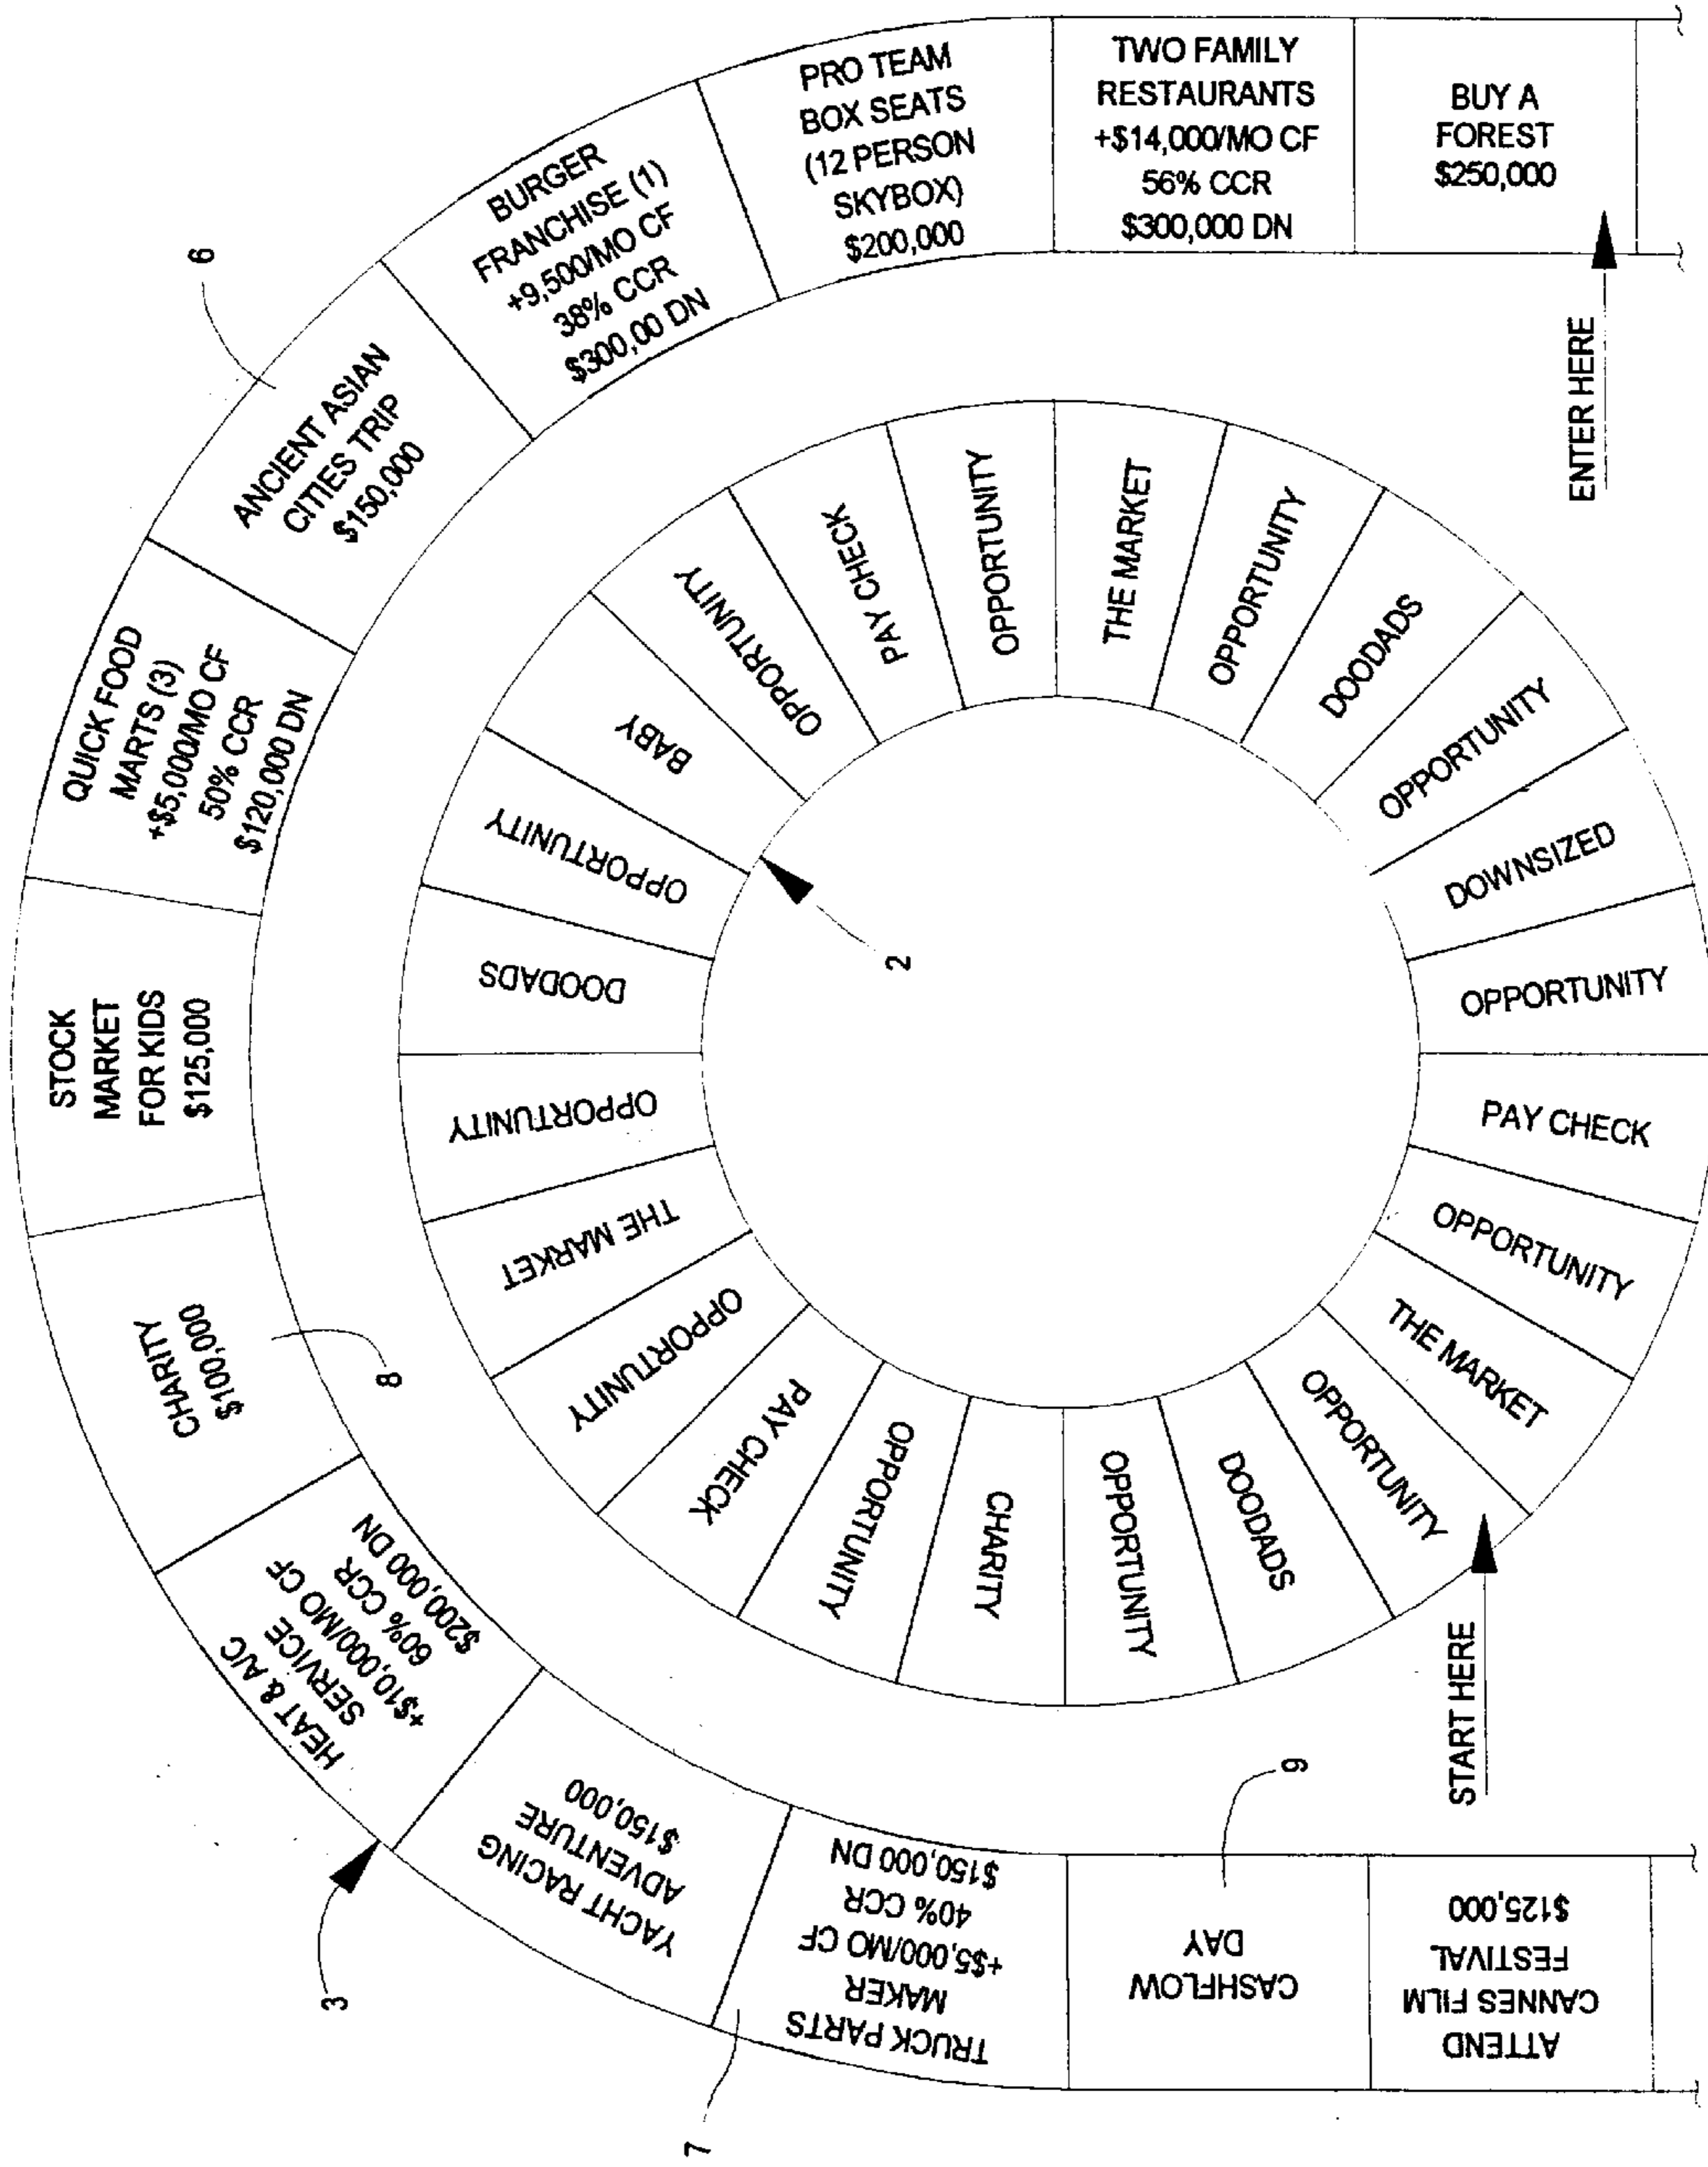 PRO TEAM
BOX SEATS
(12 PERSON
SKYBOX)
$200,000
TWO FAMILY
RESTAURANTS
+$14,000/MO CF
56% CCR
$300,000 DN
BUY A
FOREST
$250,000
BURGER
FRANCHISE (1)
+9,500/MO CF
38% CCR
$300,00 DN
6
ANCIENT ASIAN
CITIES TRIP
$150,000
QUICK FOOD
MARTS (3)
+$5,000/MO CF
50% CCR
$120,000 DN
STOCK
MARKET
FOR KIDS
$125,000
CHARITY
$100,000
8
HEAT & A/C
SERVICE
+$10,000/MO CF
60% CCR
$200,000 DN
3
YACHT RACING
ADVENTURE
$150,000
TRUCK PARTS
MAKER
+$5,000/MO CF
40% CCR
$150,000 DN
7
CASHFLOW
DAY
9
ATTEND
CANNES FILM
FESTIVAL
$125,000
ENTER HERE
START HERE
2
OPPORTUNITY
DOODADS
OPPORTUNITY
CHARITY
OPPORTUNITY
PAY CHECK
OPPORTUNITY
THE MARKET
OPPORTUNITY
DOODADS
OPPORTUNITY
BABY
OPPORTUNITY
PAY CHECK
OPPORTUNITY
THE MARKET
OPPORTUNITY
DOODADS
OPPORTUNITY
DOWNSIZED
OPPORTUNITY
PAY CHECK
OPPORTUNITY
THE MARKET